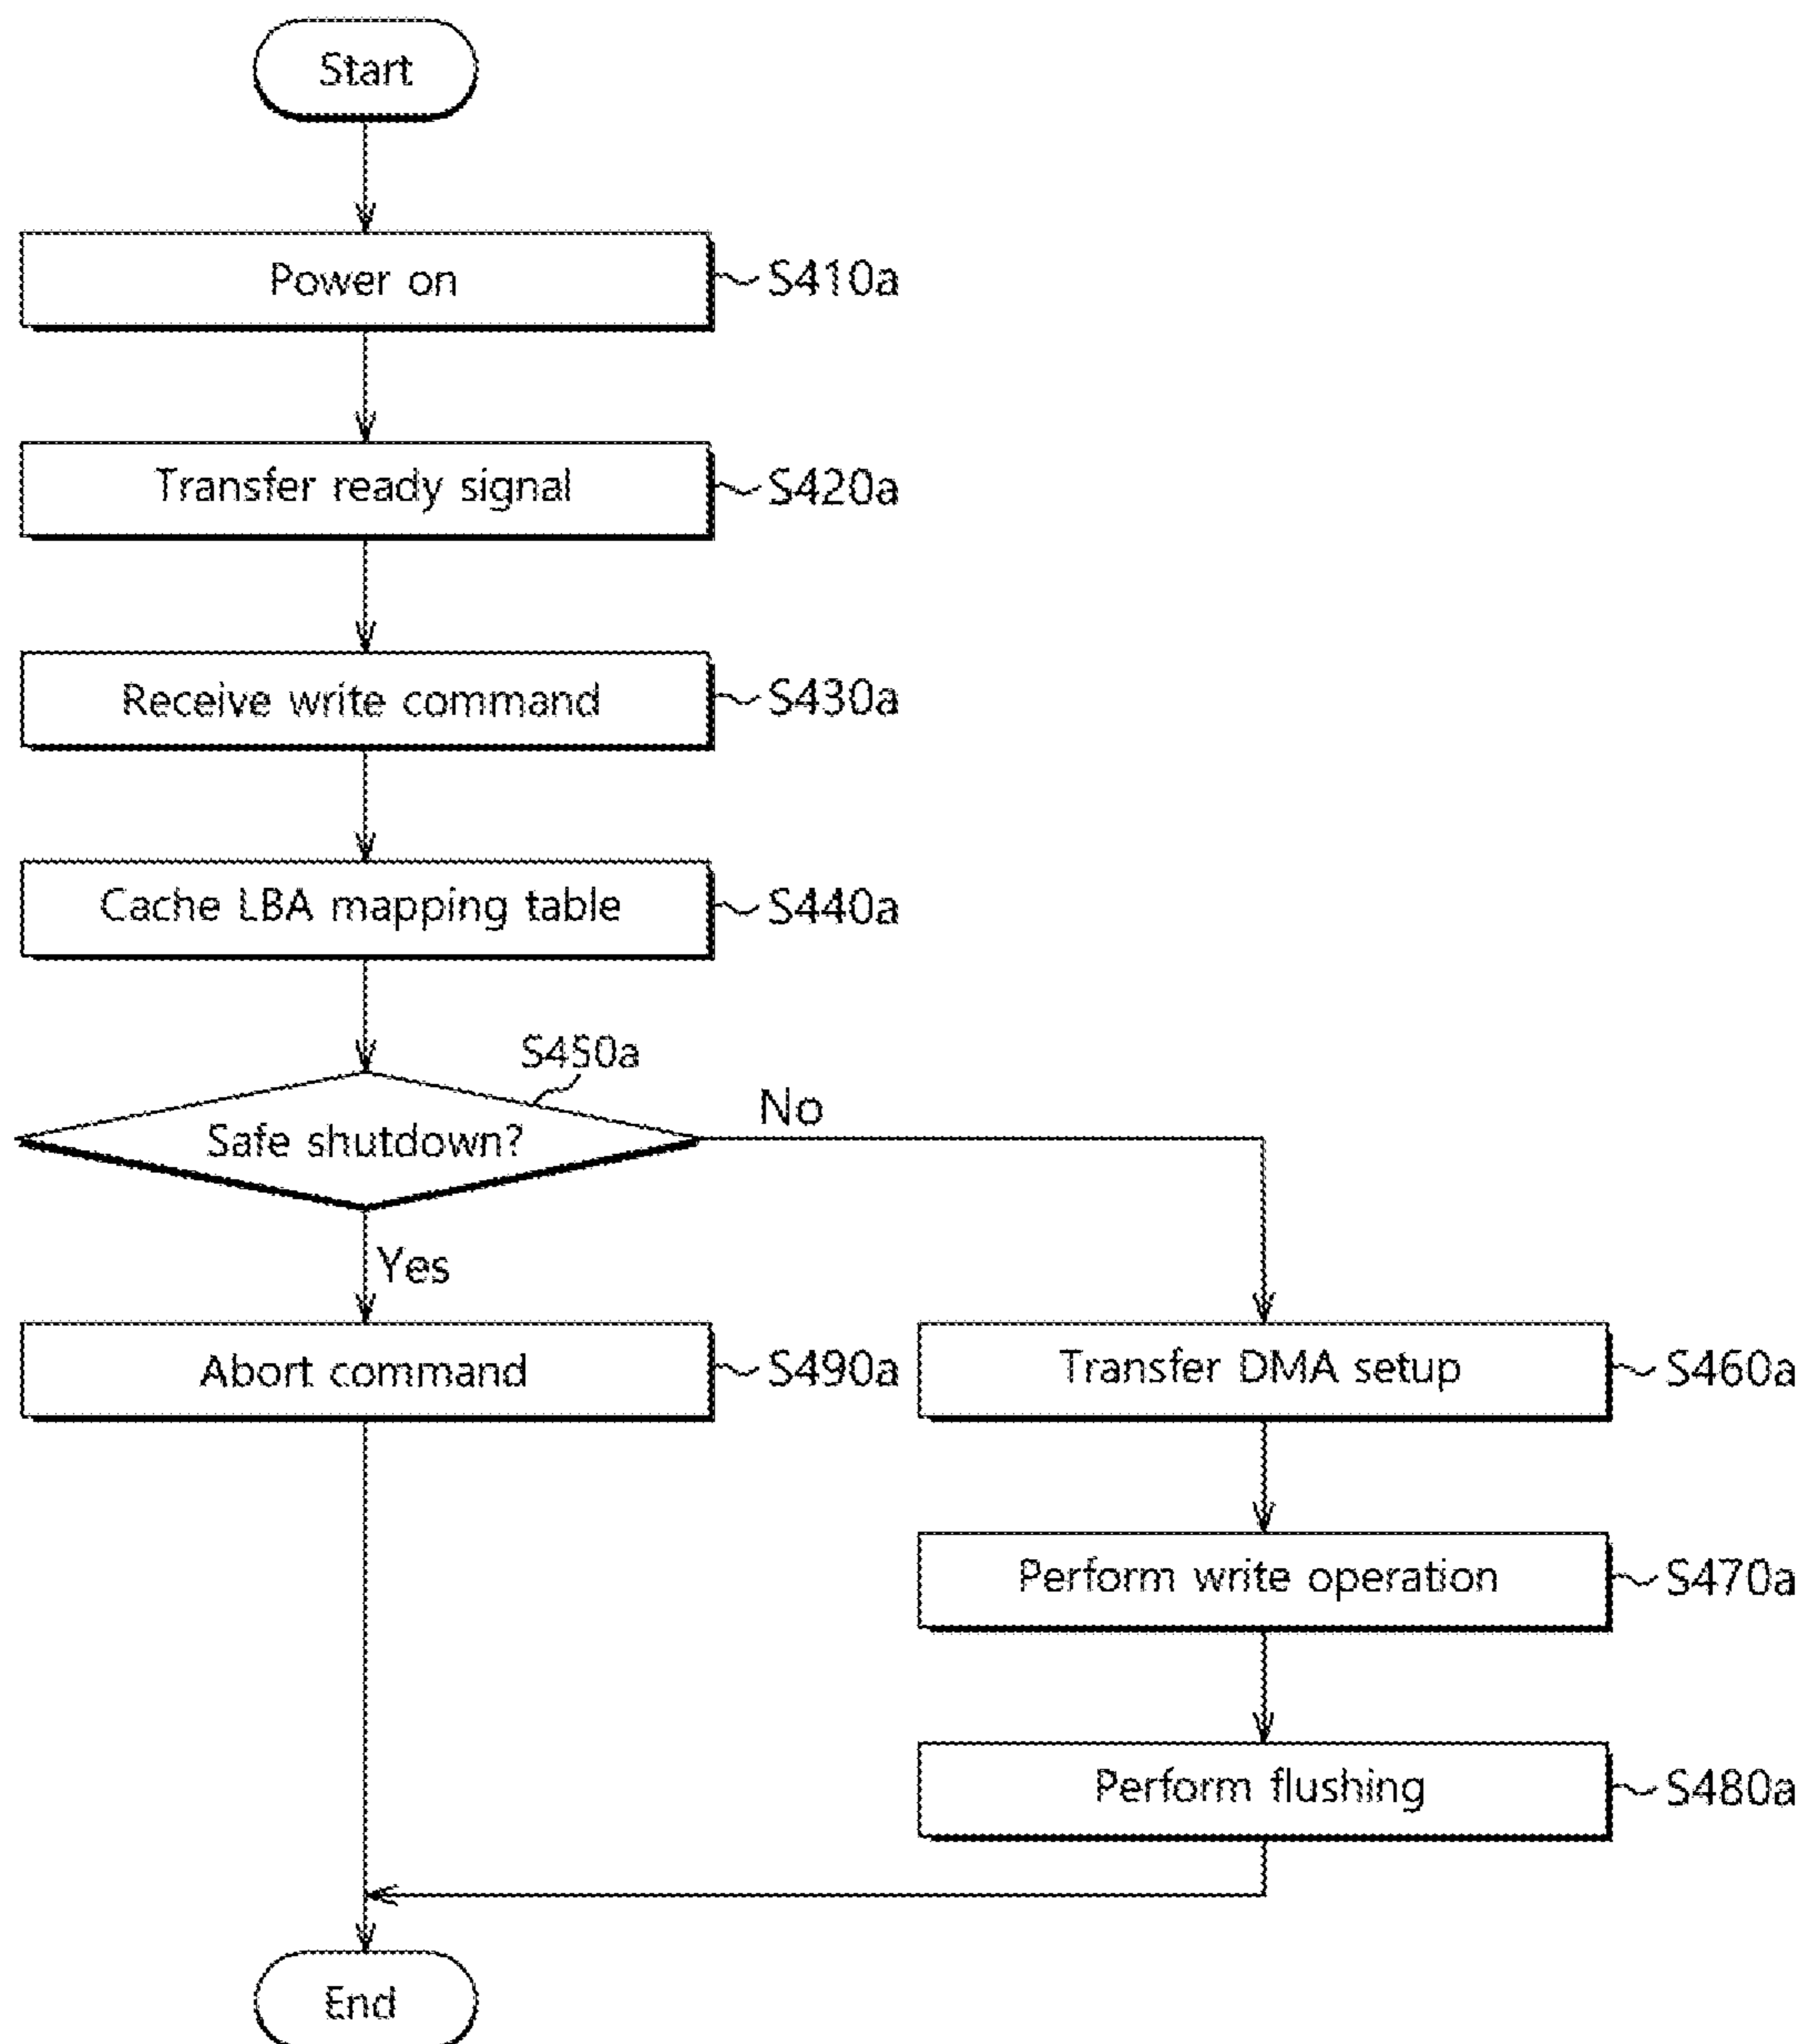 Start
Power on
S410a
Transfer ready signal
S420a
Receive write command
S430a
Cache LBA mapping table
S440a
S450a
Safe shutdown?
No
Yes
Abort command
S490a
Transfer DMA setup
S460a
Perform write operation
S470a
Perform flushing
S480a
End